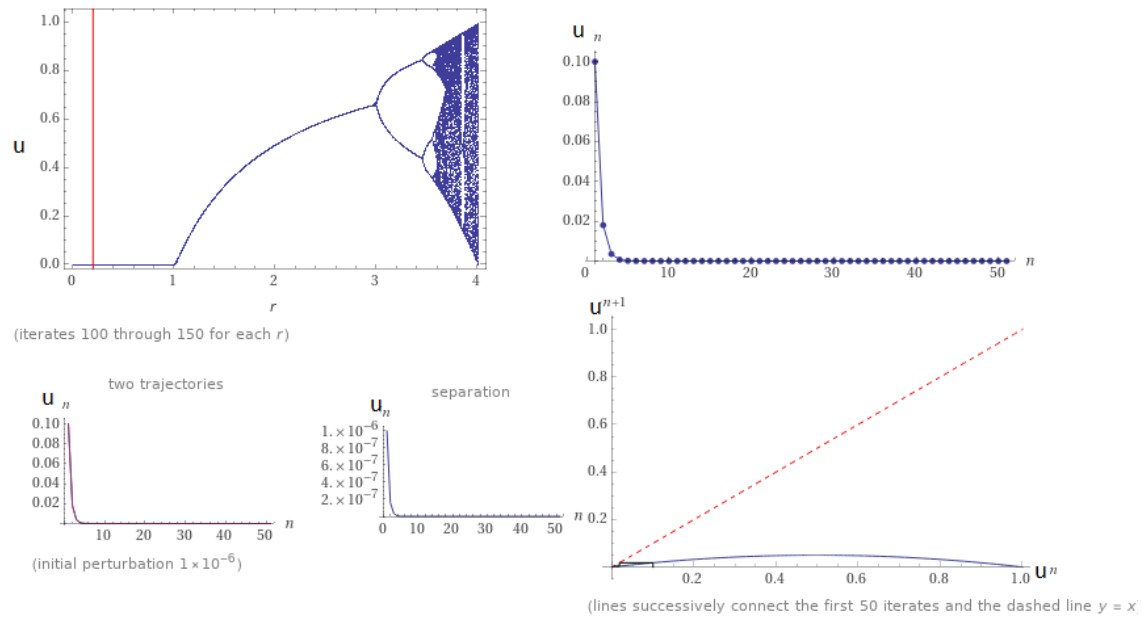 1.0
0.8
0.6
u
0.4
0.2
0.0
0 1 2 3 4
r
(iterates 100 through 150 for each r)
u n
0.10
0.08
0.06
0.04
0.02
0 10 20 30 40 50 n
two trajectories
u n
0.10
0.08
0.06
0.04
0.02
10 20 30 40 50 n
(initial perturbation 1×10⁻⁶)
separation
uₙ
1.×10⁻⁶
8.×10⁻⁷
6.×10⁻⁷
4.×10⁻⁷
2.×10⁻⁷
0 10 20 30 40 50 n
uⁿ⁺¹
1.0
0.8
0.6
0.4
0.2
0.2 0.4 0.6 0.8 1.0 uⁿ
(lines successively connect the first 50 iterates and the dashed line y = x